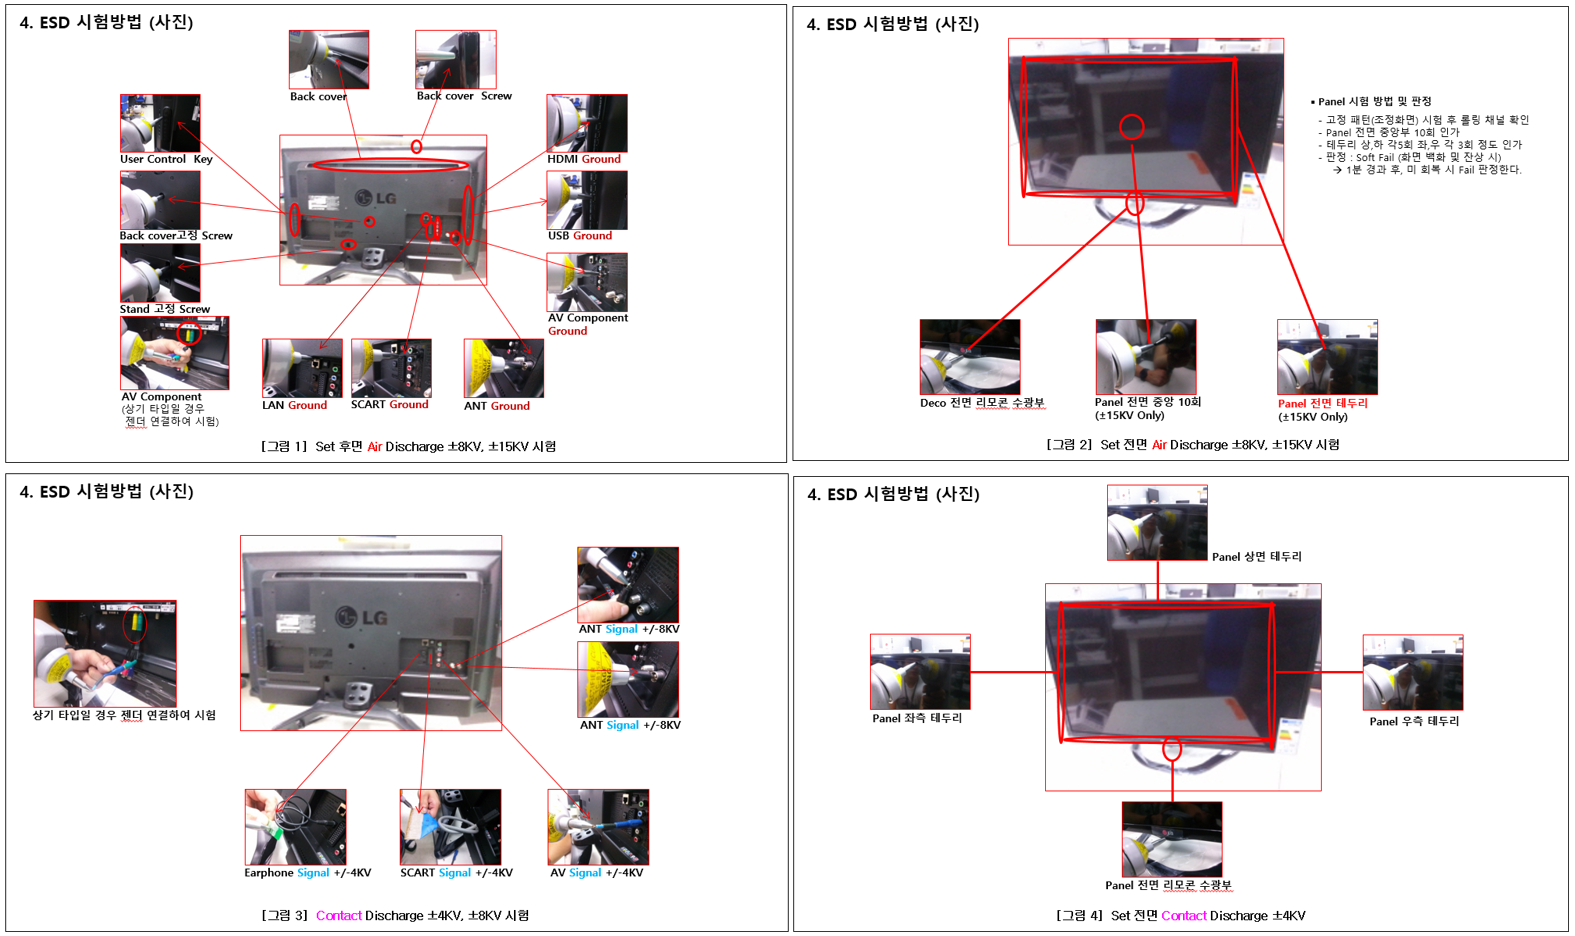 4. ESD 시험방법 (사진)
Back cover
Back cover Screw
User Control Key
HDMI Ground
Back cover고정 Screw
USB Ground
LG
Stand 고정 Screw
AV Component
Ground
AV Component
(상기 타입일 경우
젠더 연결하여 시험)
LAN Ground
SCART Ground
ANT Ground
[그림 1] Set 후면 Air Discharge ±8KV, ±15KV 시험
4. ESD 시험방법 (사진)
▪ Panel 시험 방법 및 판정
- 고정 패턴(조정화면) 시험 후 롤링 채널 확인
- Panel 전면 중앙부 10회 인가
- 테두리 상,하 각5회 좌,우 각 3회 정도 인가
- 판정 : Soft Fail (화면 백화 및 잔상 시)
→ 1분 경과 후, 미 회복 시 Fail 판정한다.
Deco 전면 리모콘 수광부
Panel 전면 중앙 10회
(±15KV Only)
Panel 전면 테두리
(±15KV Only)
[그림 2] Set 전면 Air Discharge ±8KV, ±15KV 시험
4. ESD 시험방법 (사진)
LG
ANT Signal +/-8KV
상기 타입일 경우 젠더 연결하여 시험
ANT Signal +/-8KV
Earphone Signal +/-4KV
SCART Signal +/-4KV
AV Signal +/-4KV
[그림 3] Contact Discharge ±4KV, ±8KV 시험
4. ESD 시험방법 (사진)
Panel 상면 테두리
Panel 좌측 테두리
Panel 우측 테두리
Panel 전면 리모콘 수광부
[그림 4] Set 전면 Contact Discharge ±4KV